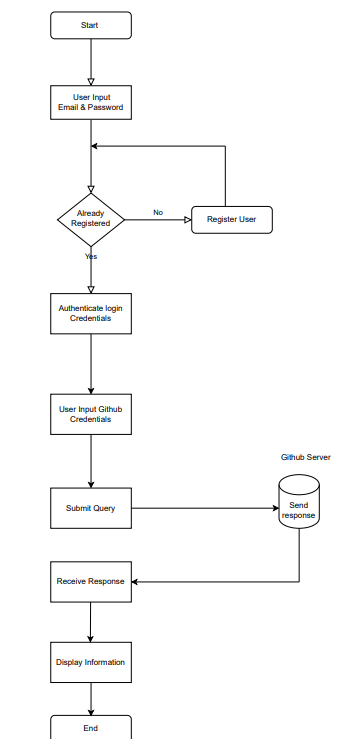 Start
User Input
Email & Password
Already
Registered
No
Register User
Yes
Authenticate login
Credentials
User Input Github
Credentials
Github Server
Submit Query
Send
response
Receive Response
Display Information
End